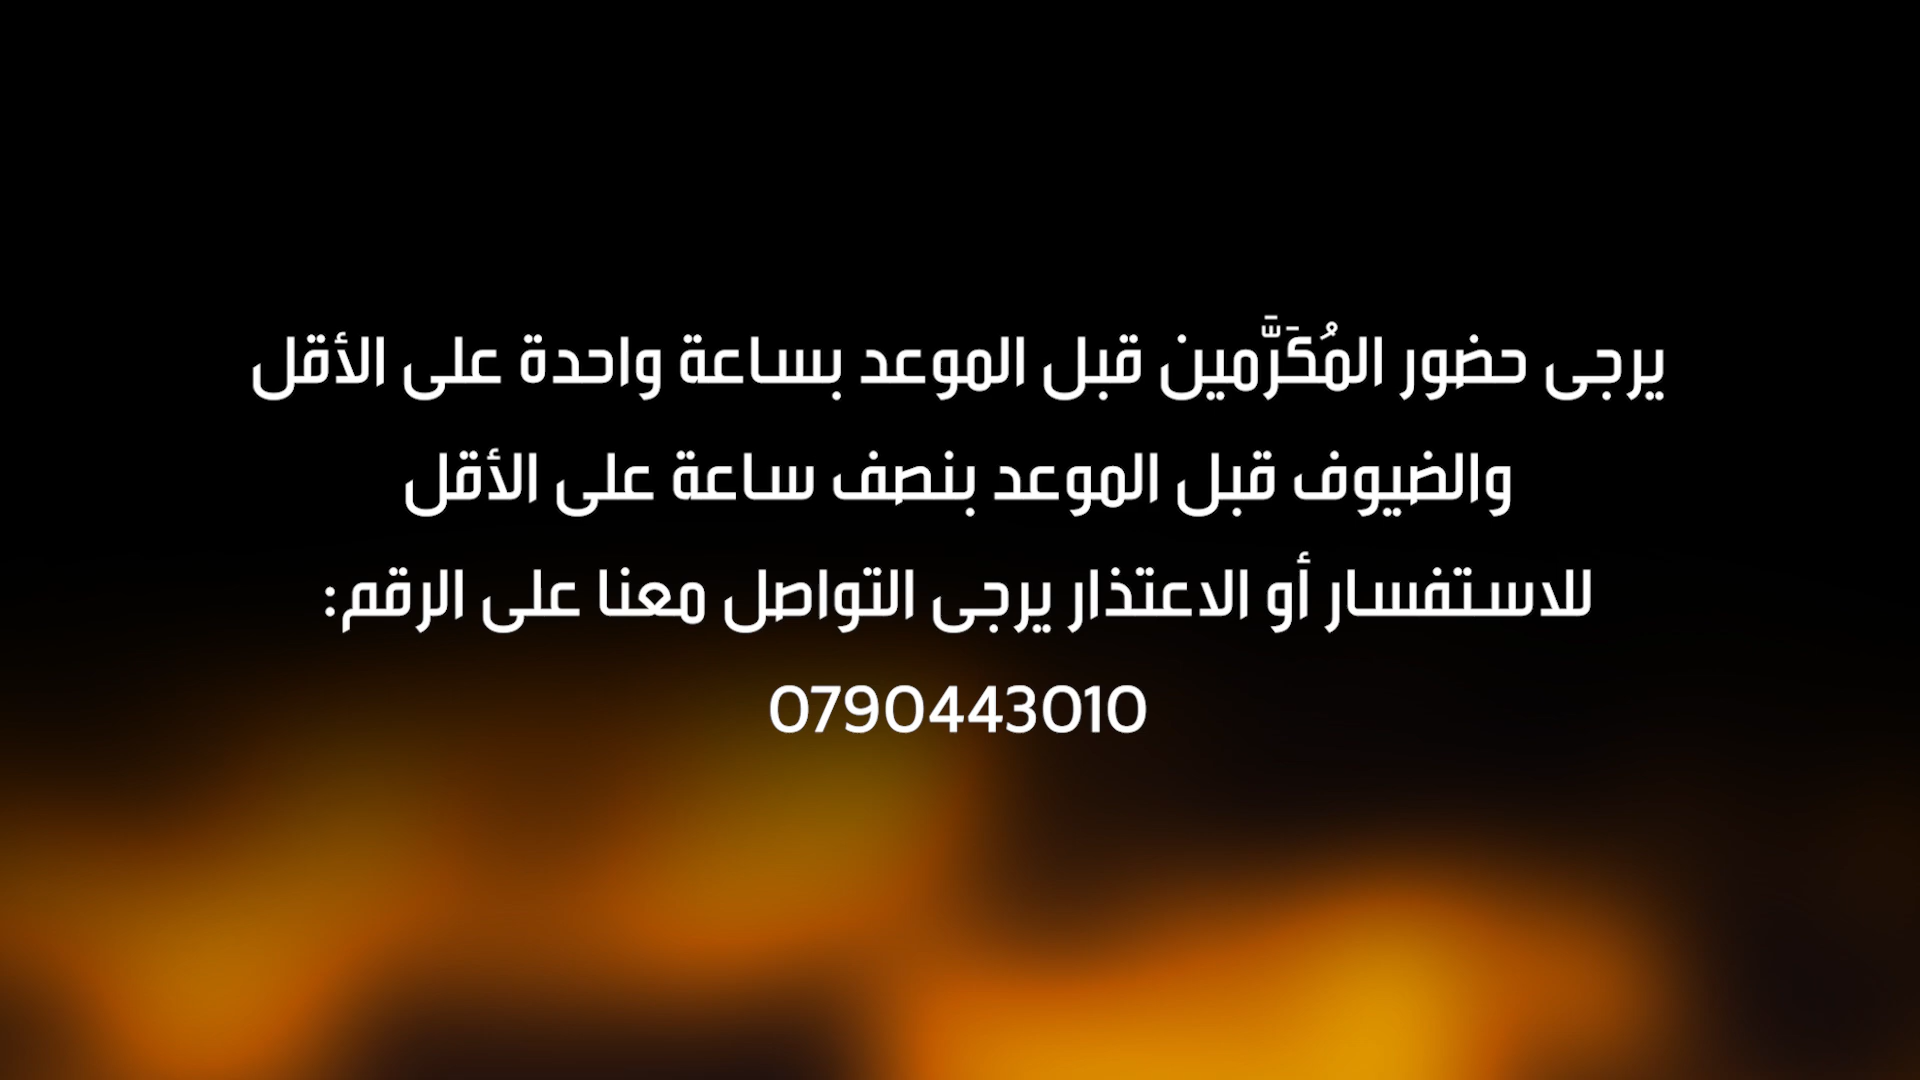 يرجى حضور المُكَرَّمين قبل الموعد بساعة واحدة على الأقل
والضيوف قبل الموعد بنصف ساعة على الأقل
للاستفسار أو الاعتذار يرجى التواصل معنا على الرقم:
0790443010